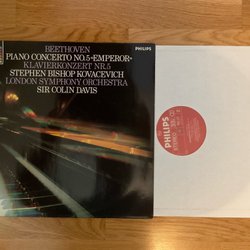 BEETHOVEN
PIANO CONCERTO NO.5 «EMPEROR»
KLAVIERKONZERT NR.5
STEPHEN BISHOP KOVACEVICH
LONDON SYMPHONY ORCHESTRA
SIR COLIN DAVIS
PHILIPS
PHILIPS
STEREO